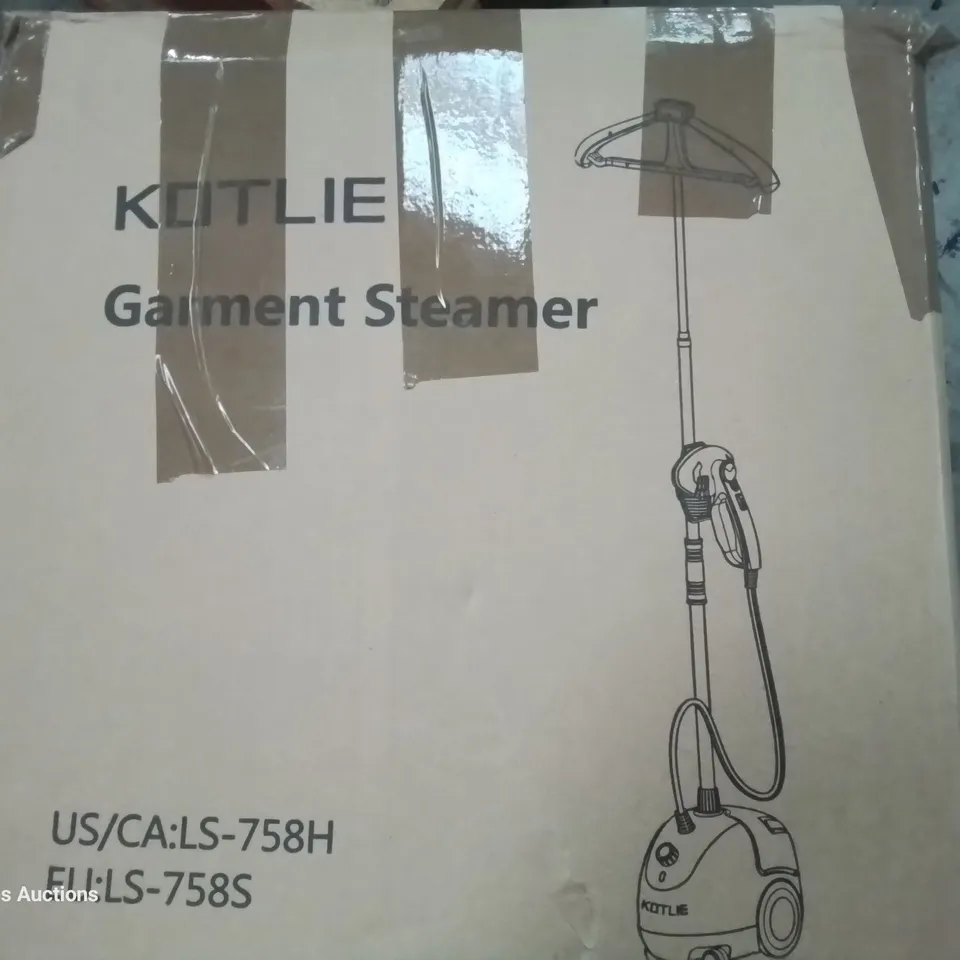 KOTLIE
Garment Steamer
US/CA:LS-758H
EU:LS-758S
s Auctions
KOTLIE